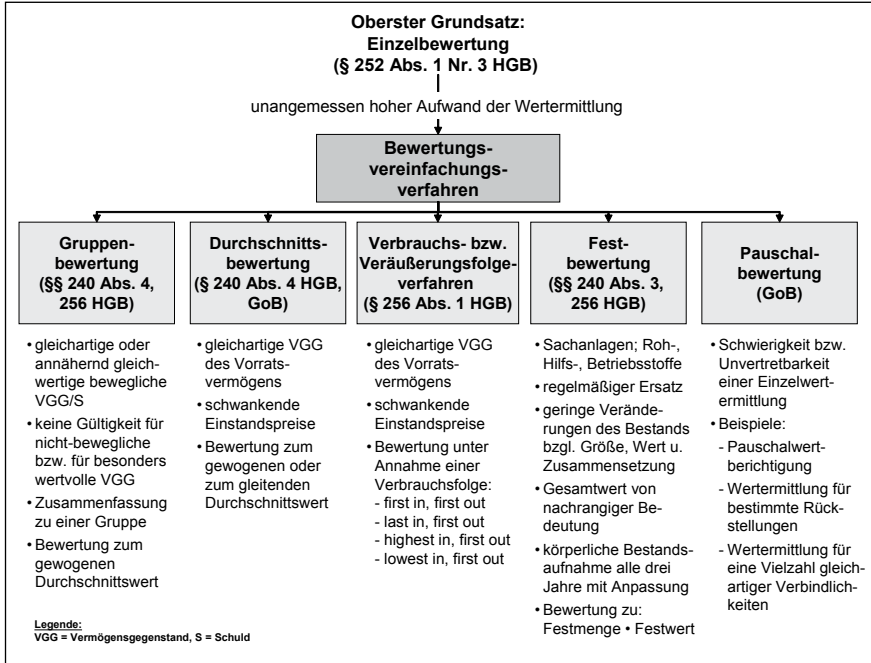 Oberster Grundsatz:
Einzelbewertung
(§ 252 Abs. 1 Nr. 3 HGB)
unangemessen hoher Aufwand der Wertermittlung
Bewertungs-
vereinfachungs-
verfahren
Gruppen-
bewertung
(§§ 240 Abs. 4,
256 HGB)
Durchschnitts-
bewertung
(§ 240 Abs. 4 HGB,
GoB)
Verbrauchs- bzw.
Veräußerungsfolge-
verfahren
(§ 256 Abs. 1 HGB)
Fest-
bewertung
(§§ 240 Abs. 3,
256 HGB)
Pauschal-
bewertung
(GoB)
• gleichartige oder
annähernd gleich-
wertige bewegliche
VGG/S
• keine Gültigkeit für
nicht-bewegliche
bzw. für besonders
wertvolle VGG
• Zusammenfassung
zu einer Gruppe
• Bewertung zum
gewogenen
Durchschnittswert
• gleichartige VGG
des Vorrats-
vermögens
• schwankende
Einstandspreise
• Bewertung zum
gewogenen oder
zum gleitenden
Durchschnittswert
• gleichartige VGG
des Vorrats-
vermögens
• schwankende
Einstandspreise
• Bewertung unter
Annahme einer
Verbrauchsfolge:
- first in, first out
- last in, first out
- highest in, first out
- lowest in, first out
• Sachanlagen; Roh-,
Hilfs-, Betriebsstoffe
• regelmäßiger Ersatz
• geringe Verände-
rungen des Bestands
bzgl. Größe, Wert u.
Zusammensetzung
• Gesamtwert von
nachrangiger Be-
deutung
• körperliche Bestands-
aufnahme alle drei
Jahre mit Anpassung
• Bewertung zu:
Festmenge • Festwert
• Schwierigkeit bzw.
Unvertretbarkeit
einer Einzelwert-
ermittlung
• Beispiele:
- Pauschalwert-
berichtigung
- Wertermittlung für
bestimmte Rück-
stellungen
- Wertermittlung für
eine Vielzahl gleich-
artiger Verbindlich-
keiten
Legende:
VGG = Vermögensgegenstand, S = Schuld